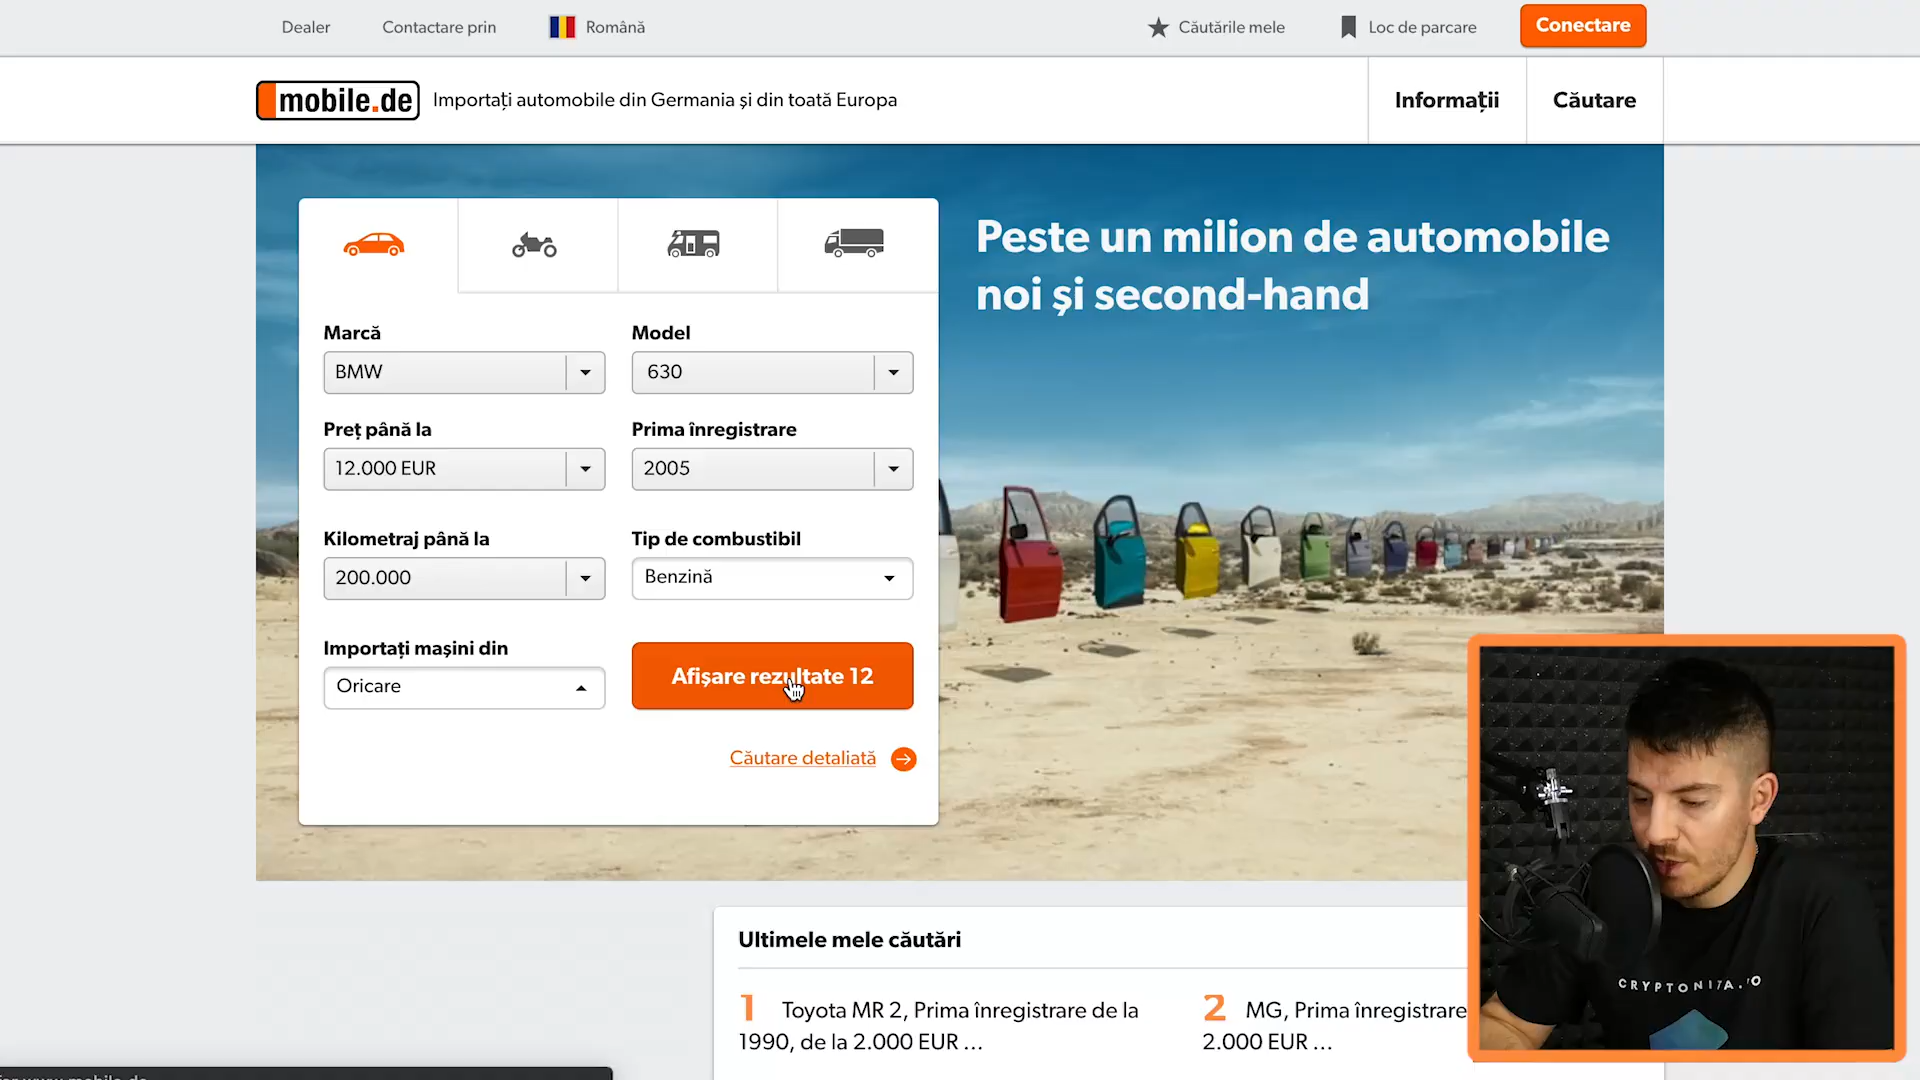 Dealer
Contactare prin
Română
Căutările mele
Loc de parcare
Conectare
mobile.de
Importați automobile din Germania și din toată Europa
Informații
Căutare
Peste un milion de automobile
noi și second-hand
Marcă
Model
BMW
630
Preț până la
Prima înregistrare
12.000 EUR
2005
Kilometraj până la
Tip de combustibil
200.000
Benzină
Importați mașini din
Oricare
Afișare rezultate 12
Căutare detaliată
Ultimele mele căutări
1 Toyota MR 2, Prima înregistrare de la
1990, de la 2.000 EUR ...
2 MG, Prima înregistrare
2.000 EUR ...
CRYPTONITA.IO